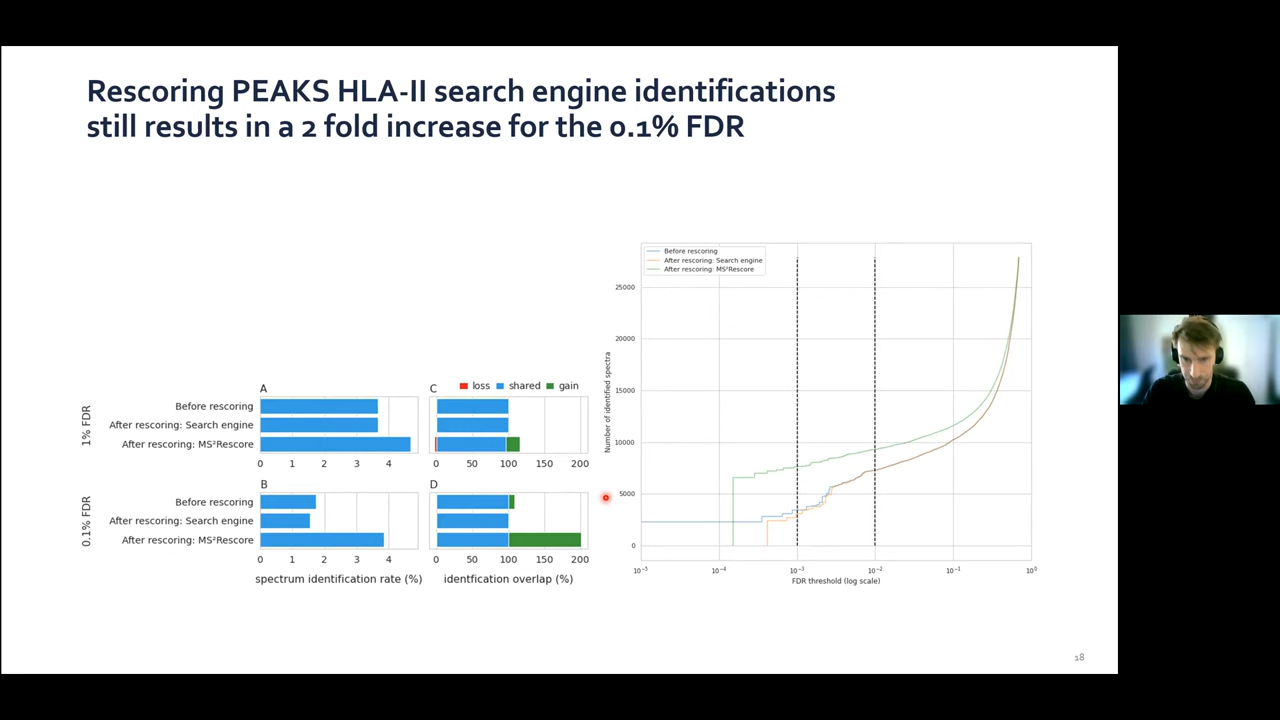 Rescoring PEAKS HLA-II search engine identifications
still results in a 2 fold increase for the 0.1% FDR
A
1% FDR
Before rescoring
After rescoring: Search engine
After rescoring: MS²Rescore
0 1 2 3 4
C
loss shared gain
0 50 100 150 200
B
0.1% FDR
Before rescoring
After rescoring: Search engine
After rescoring: MS²Rescore
0 1 2 3 4
spectrum identification rate (%)
D
0 50 100 150 200
identfication overlap (%)
Before rescoring
After rescoring: Search engine
After rescoring: MS²Rescore
Number of identified spectra
25000
20000
15000
10000
5000
0
10⁻⁵ 10⁻⁴ 10⁻³ 10⁻² 10⁻¹ 10⁰
FDR threshold (log scale)
18